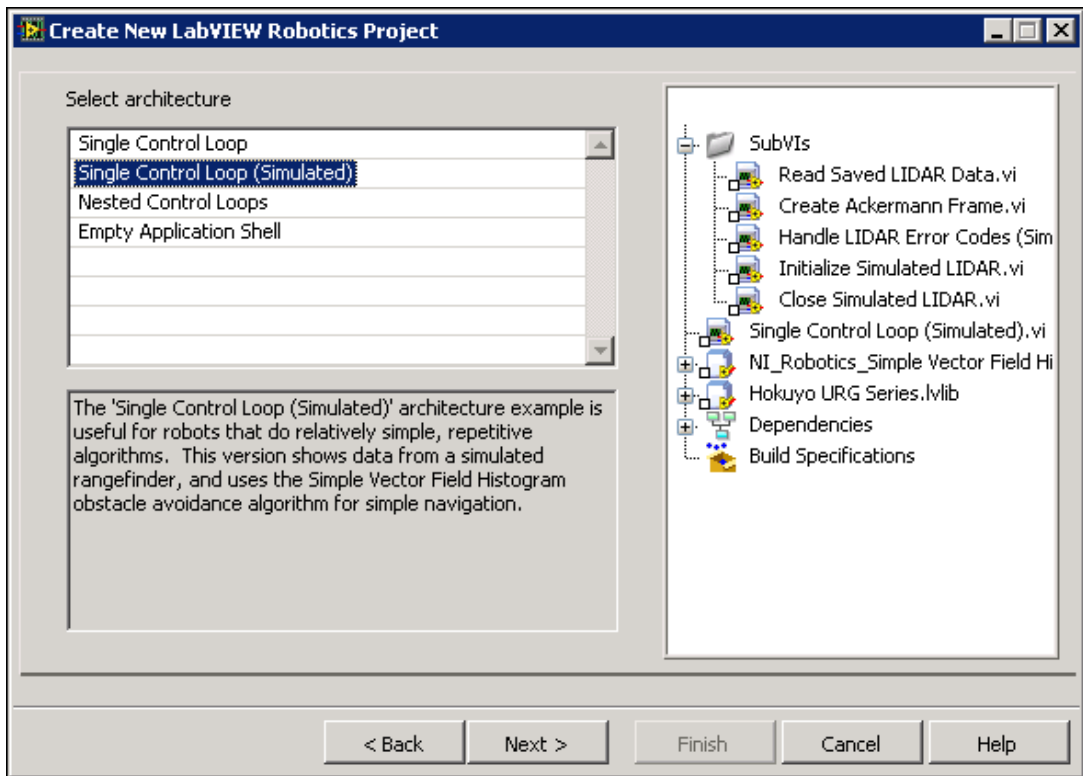 Create New LabVIEW Robotics Project
Select architecture
Single Control Loop
Single Control Loop (Simulated)
Nested Control Loops
Empty Application Shell
The 'Single Control Loop (Simulated)' architecture example is
useful for robots that do relatively simple, repetitive
algorithms.  This version shows data from a simulated
rangefinder, and uses the Simple Vector Field Histogram
obstacle avoidance algorithm for simple navigation.
SubVIs
Read Saved LIDAR Data.vi
Create Ackermann Frame.vi
Handle LIDAR Error Codes (Sim
Initialize Simulated LIDAR.vi
Close Simulated LIDAR.vi
Single Control Loop (Simulated).vi
NI_Robotics_Simple Vector Field Hi
Hokuyo URG Series.lvlib
Dependencies
Build Specifications
< Back
Next >
Finish
Cancel
Help